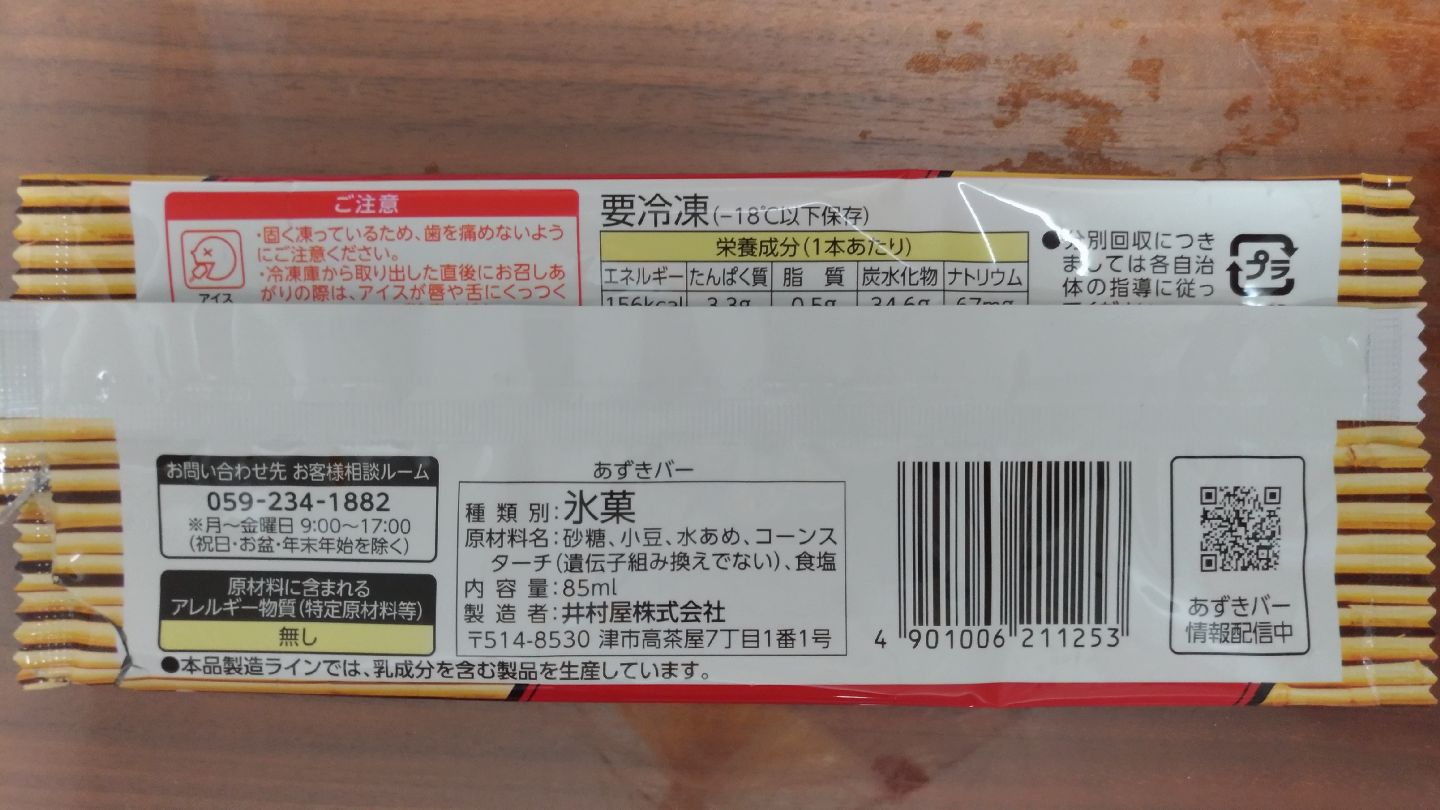 ご注意
・固く凍っているため、歯を痛めないよう
にご注意ください。
・冷凍庫から取り出した直後にお召しあ
がりの際は、アイスが唇や舌にくっつく
アイス
要冷凍(−18℃以下保存)
栄養成分(1本あたり)
エネルギー たんぱく質 脂 質 炭水化物 ナトリウム
156kcal 3.3g 0.5g 34.6g 67mg
●分別回収につき
ましては各自治
体の指導に従っ
プラ
お問い合わせ先 お客様相談ルーム
059-234-1882
※月〜金曜日 9:00〜17:00
(祝日・お盆・年末年始を除く)
原材料に含まれる
アレルギー物質(特定原材料等)
無し
●本品製造ラインでは、乳成分を含む製品を生産しています。
あずきバー
種類別:氷菓
原材料名:砂糖、小豆、水あめ、コーンス
ターチ(遺伝子組み換えでない)、食塩
内容量:85ml
製造者:井村屋株式会社
〒514-8530 津市高茶屋7丁目1番1号
4 901006 211253
あずきバー
情報配信中